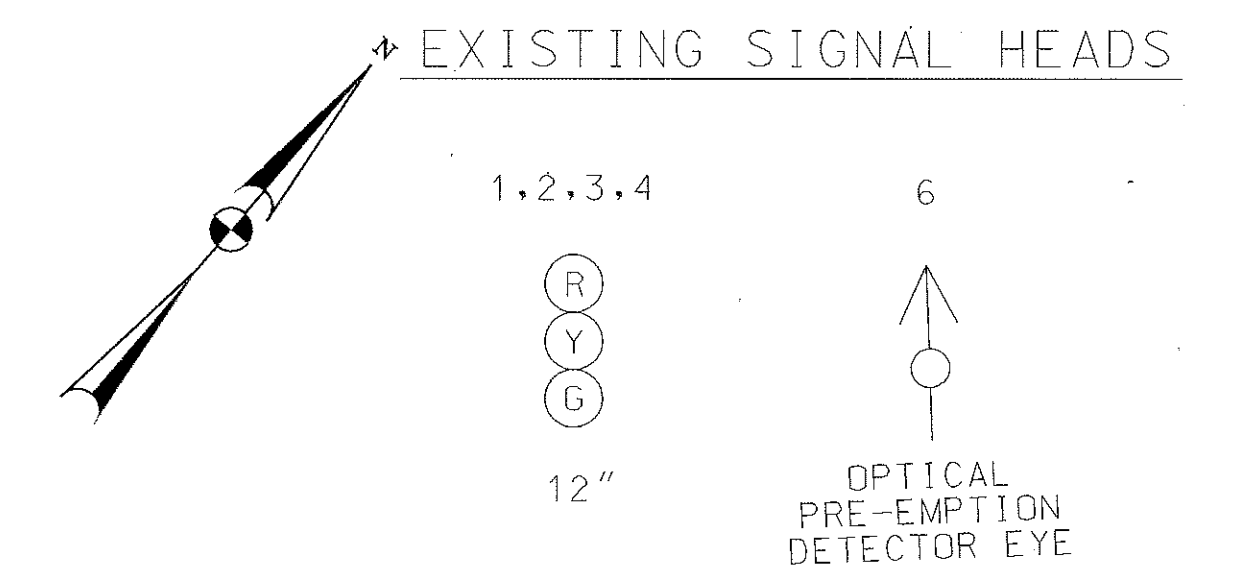 N
EXISTING SIGNAL HEADS
1,2,3,4
6
R
Y
G
12"
OPTICAL
PRE-EMPTION
DETECTOR EYE